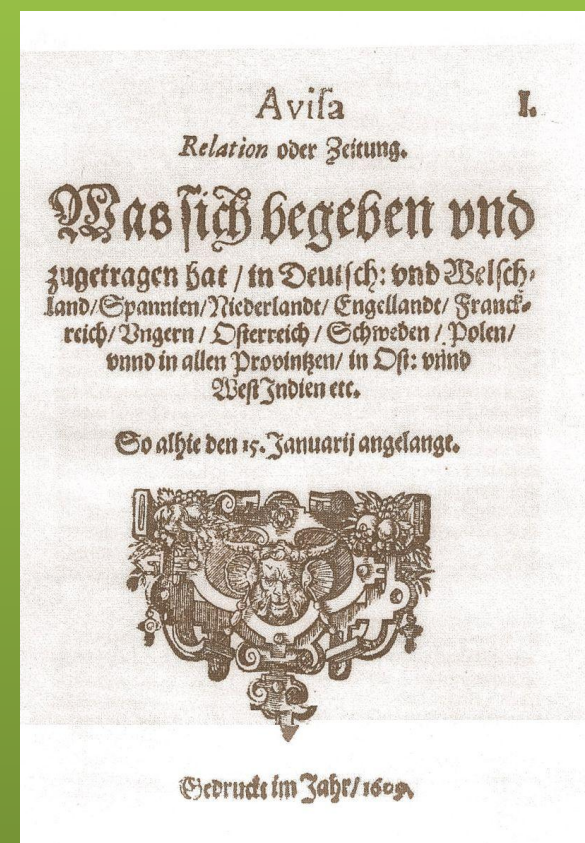 Aviſa I.
Relation oder Zeitung.
Was ſich begeben vnd
zugetragen hat / in Deutſch: vnd Welſch⸗
land/ Spannien/ Niederlandt/ Engellandt/ Franck⸗
reich/ Vngern / Oſterreich / Schweden / Polen/
vnnd in allen Provintzen/ in Oſt: vnnd
WeſtIndien etc.
So alhie den 15. Januarij angelangt.
Gedruckt im Jahr/ 1609.